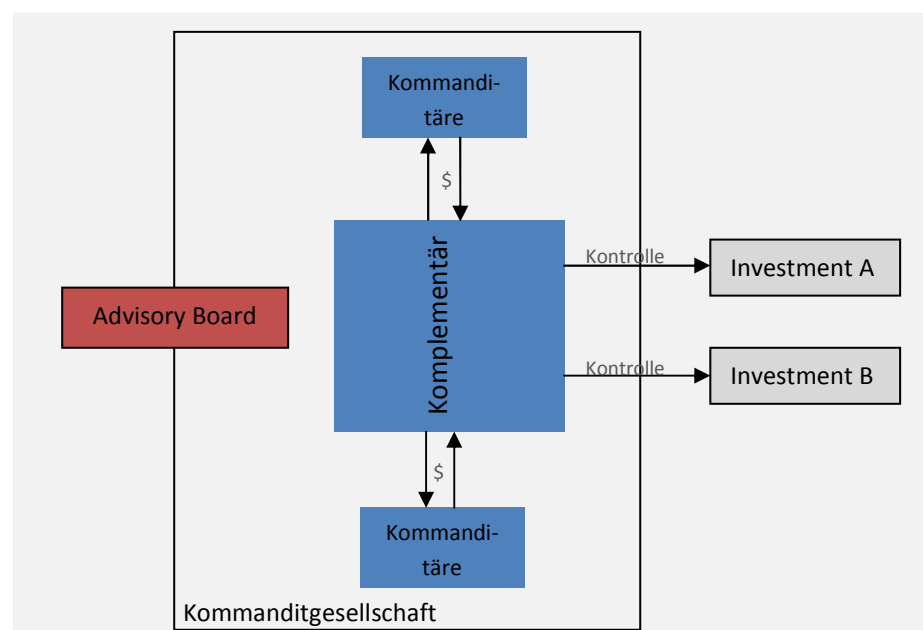 Kommandi-
täre
$
Komplementär
Kontrolle
Investment A
Advisory Board
Kontrolle
Investment B
$
Kommandi-
täre
Kommanditgesellschaft